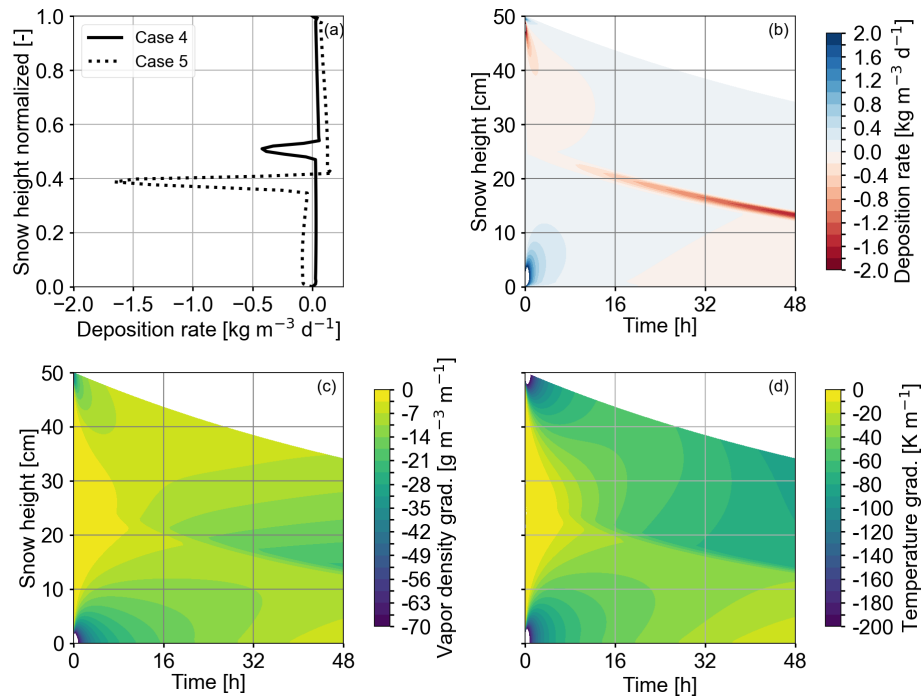 (a)
Case 4
Case 5
Snow height normalized [-]
1.0
0.8
0.6
0.4
0.2
0.0
−2.0 −1.5 −1.0 −0.5 0.0
Deposition rate [kg m⁻³ d⁻¹]
(b)
Snow height [cm]
50
40
30
20
10
0
0 16 32 48
Time [h]
2.0
1.6
1.2
0.8
0.4
0.0
-0.4
-0.8
-1.2
-1.6
-2.0
Deposition rate [kg m⁻³ d⁻¹]
(c)
Snow height [cm]
50
40
30
20
10
0
0 16 32 48
Time [h]
0
-7
-14
-21
-28
-35
-42
-49
-56
-63
-70
Vapor density grad. [g m⁻³ m⁻¹]
(d)
50
40
30
20
10
0
0 16 32 48
Time [h]
0
-20
-40
-60
-80
-100
-120
-140
-160
-180
-200
Temperature grad. [K m⁻¹]